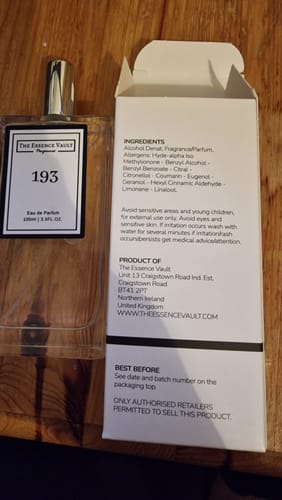 THE ESSENCE VAULT
Fragrances
193
Eau de Parfum
100ml | 3.5FL OZ.
INGREDIENTS
Alcohol Denat, Fragrance/Parfum,
Allergens: Hyde-alpha Iso
Methylionone - Benzyl Alcohol -
Benzyl Benzoate - Citral -
Citronellol - Coumarin - Eugenol -
Geraniol - Hexyl Cinnamic Aldehyde -
Limonene - Linalool.
Avoid sensitive areas and young children,
for external use only. Avoid eyes and
sensitive skin. If irritation occurs wash with
water for several minutes if irritation/rash
occurs/persists get medical advice/attention.
PRODUCT OF
The Essence Vault
Unit 13 Craigstown Road Ind. Est.
Craigstown Road
BT41 2PT
Northern Ireland
United Kingdom
WWW.THEESSENCEVAULT.COM
BEST BEFORE
See date and batch number on the
packaging top.
ONLY AUTHORISED RETAILERS
PERMITTED TO SELL THIS PRODUCT.